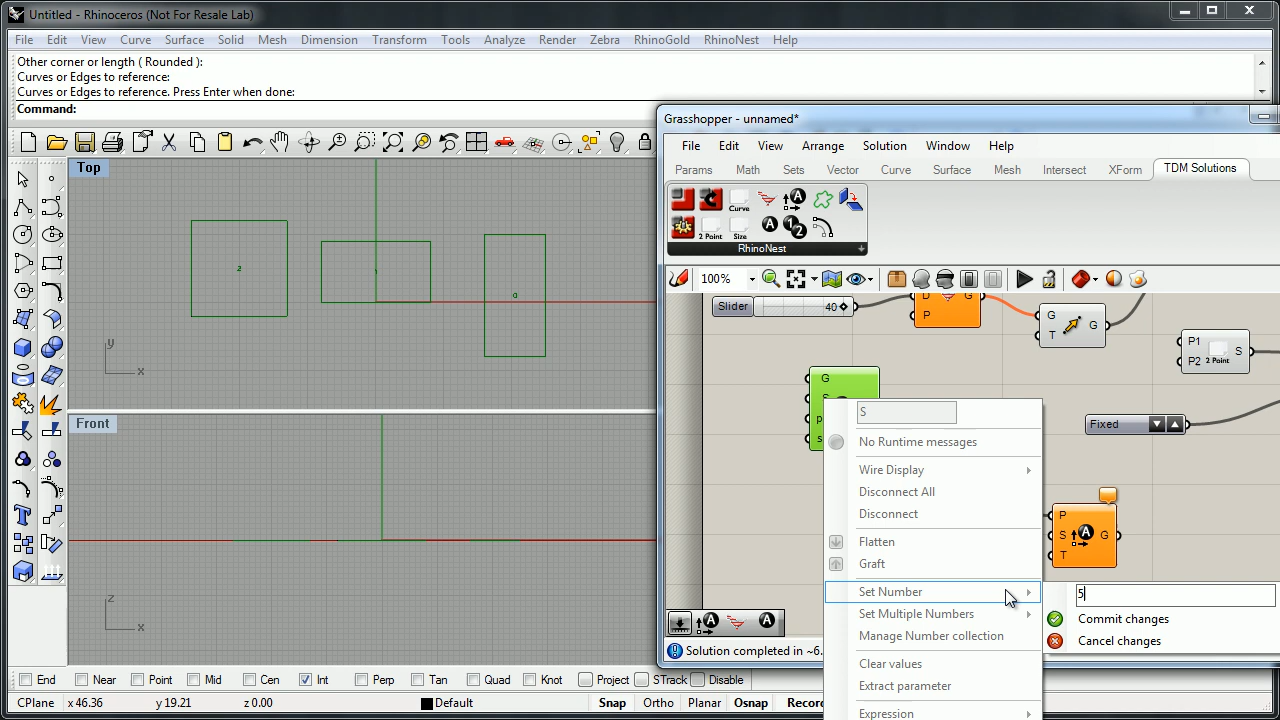 Untitled - Rhinoceros (Not For Resale Lab)
File Edit View Curve Surface Solid Mesh Dimension Transform Tools Analyze Render Zebra RhinoGold RhinoNest Help
Other corner or length ( Rounded ):
Curves or Edges to reference:
Curves or Edges to reference. Press Enter when done:
Command:
Grasshopper - unnamed*
File Edit View Arrange Solution Window Help
Params Math Sets Vector Curve Surface Mesh Intersect XForm TDM Solutions
Curve
2 Point
Size
RhinoNest
100%
Top
2
1
0
y
x
Front
z
x
Slider 40
D G
P
G G
T
P1 S
P2 2 Point
Fixed
G
S
p
s
S
No Runtime messages
Wire Display
Disconnect All
Disconnect
Flatten
Graft
Set Number
Set Multiple Numbers
Manage Number collection
Clear values
Extract parameter
Expression
P
S A G
T
5
Commit changes
Cancel changes
Solution completed in ~6.
End Near Point Mid Cen Int Perp Tan Quad Knot Project STrack Disable
CPlane x 46.36 y 19.21 z 0.00 Default Snap Ortho Planar Osnap Recor